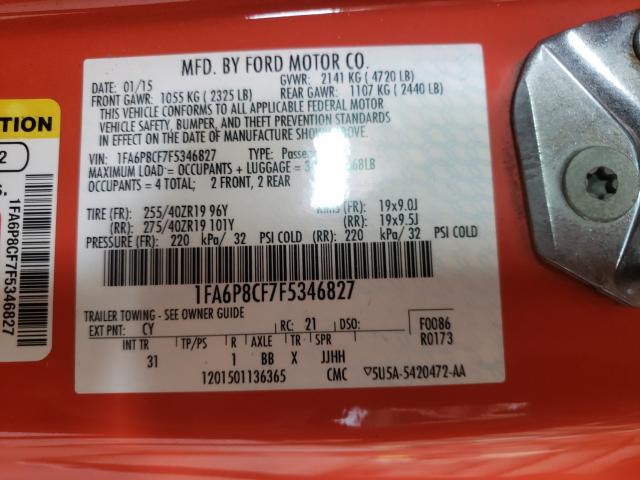 MFD. BY FORD MOTOR CO.
DATE: 01/15 GVWR: 2141 KG ( 4720 LB)
FRONT GAWR: 1055 KG ( 2325 LB) REAR GAWR: 1107 KG ( 2440 LB)
THIS VEHICLE CONFORMS TO ALL APPLICABLE FEDERAL MOTOR
VEHICLE SAFETY, BUMPER, AND THEFT PREVENTION STANDARDS
IN EFFECT ON THE DATE OF MANUFACTURE SHOWN ABOVE.
VIN: 1FA6P8CF7F5346827 TYPE:
MAXIMUM LOAD = OCCUPANTS + LUGGAGE =
OCCUPANTS = 4 TOTAL; 2 FRONT, 2 REAR
TIRE (FR): 255/40ZR19 96Y RIMS (FR): 19x9.0J
(RR): 275/40ZR19 101Y (RR): 19x9.5J
PRESSURE (FR): 220 kPa/ 32 PSI COLD (RR): 220 kPa/ 32 PSI COLD
1FA6P8CF7F5346827
TRAILER TOWING - SEE OWNER GUIDE
EXT PNT: CY RC: 21 DSO: F0086
R0173
INT TR TP/PS R AXLE TR SPR
31 1 BB X JJHH
1201501136365 CMC 5U5A-5420472-AA
TION
2
S.
1FA6P8CF7F5346827